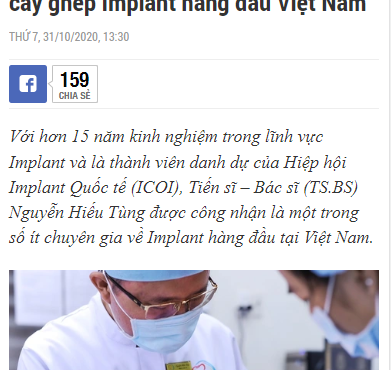 cấy ghép Implant hàng đầu Việt Nam
THỨ 7, 31/10/2020, 13:30
159
CHIA SẺ
Với hơn 15 năm kinh nghiệm trong lĩnh vực
Implant và là thành viên danh dự của Hiệp hội
Implant Quốc tế (ICOI), Tiến sĩ – Bác sĩ (TS.BS)
Nguyễn Hiếu Tùng được công nhận là một trong
số ít chuyên gia về Implant hàng đầu tại Việt Nam.